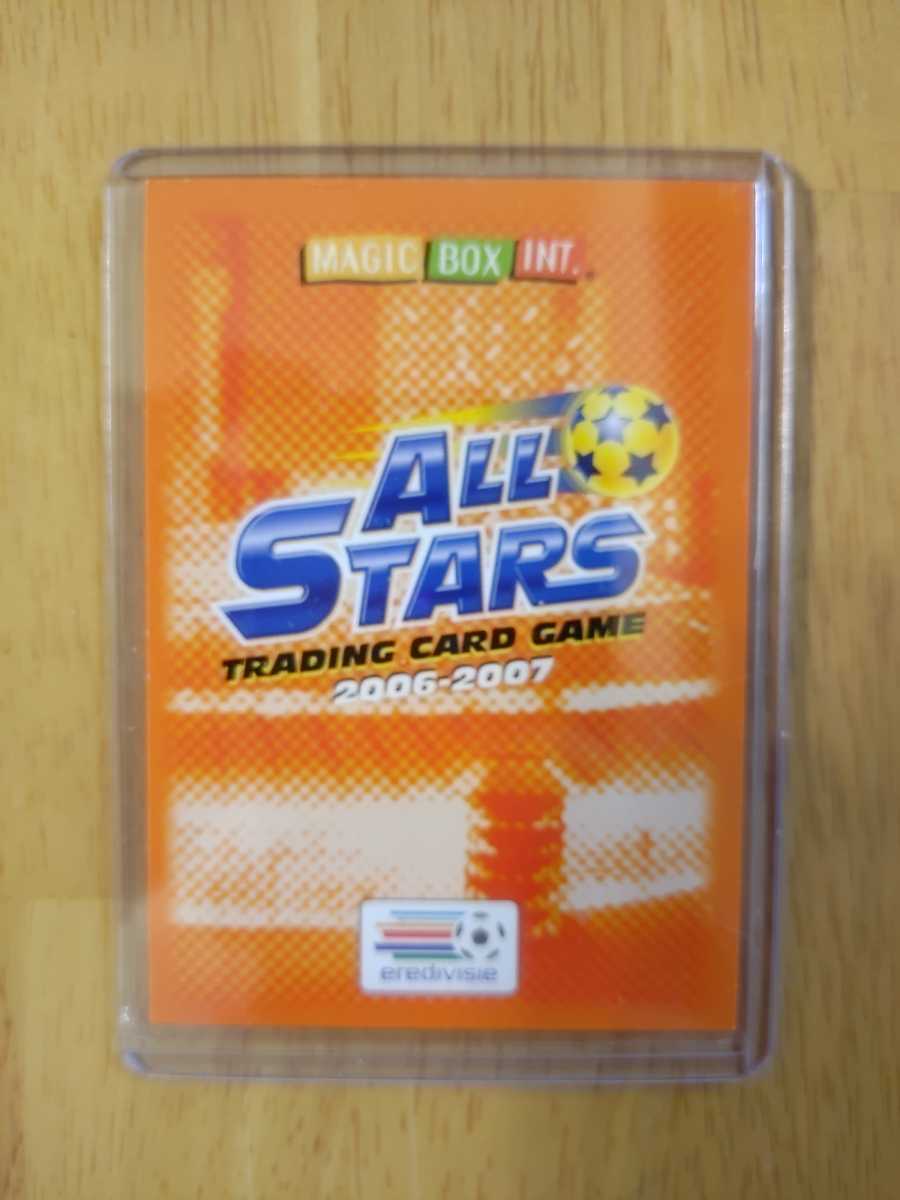 MAGIC BOX INT.
ALL
STARS
TRADING CARD GAME
2006-2007
eredivisie